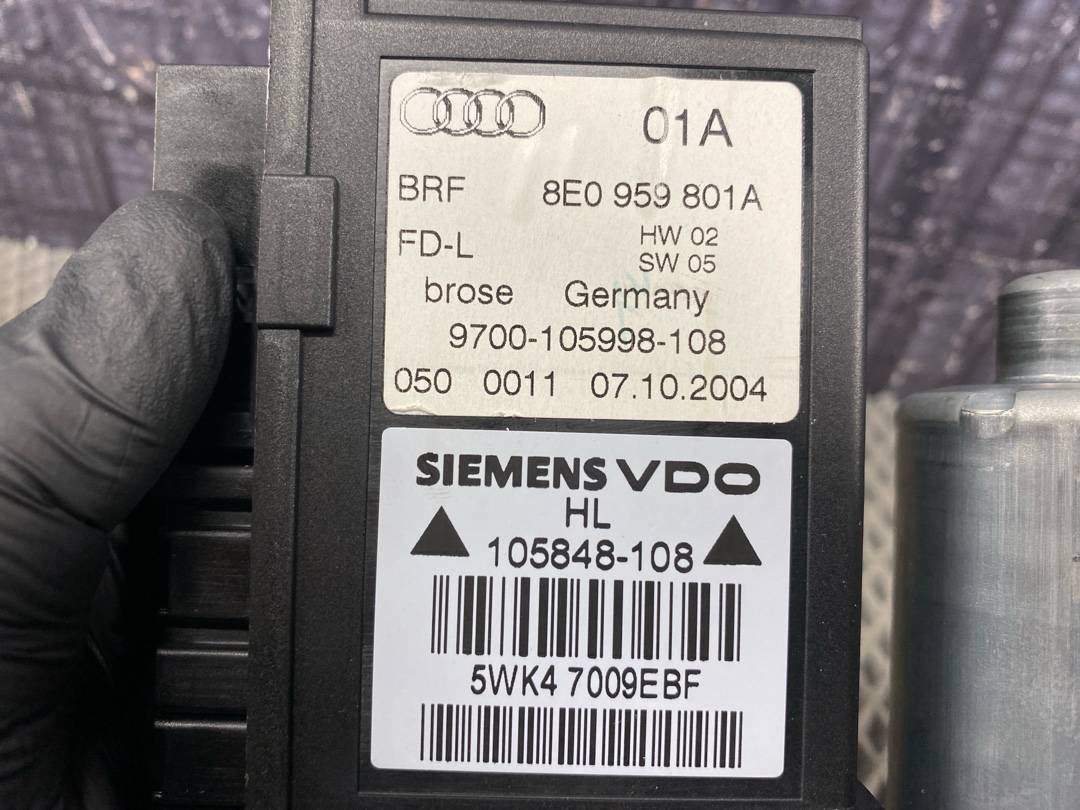 01A
BRF 8E0 959 801A
FD-L HW 02
SW 05
brose Germany
9700-105998-108
050 0011 07.10.2004
SIEMENS VDO
HL
105848-108
5WK4 7009EBF